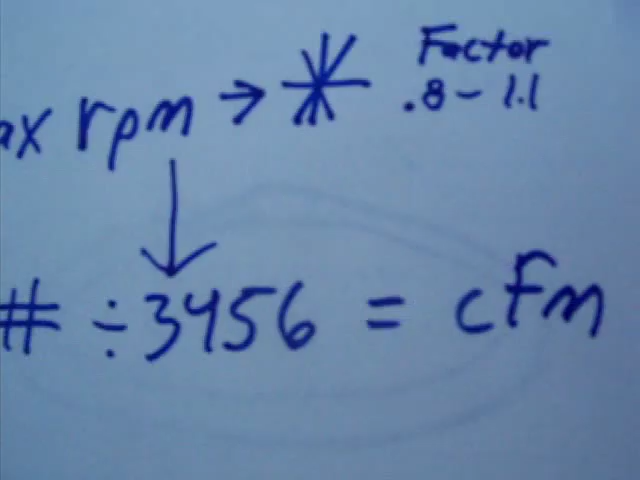 Factor
ax rpm → * .8 - 1.1
# ÷ 3456 = cfm